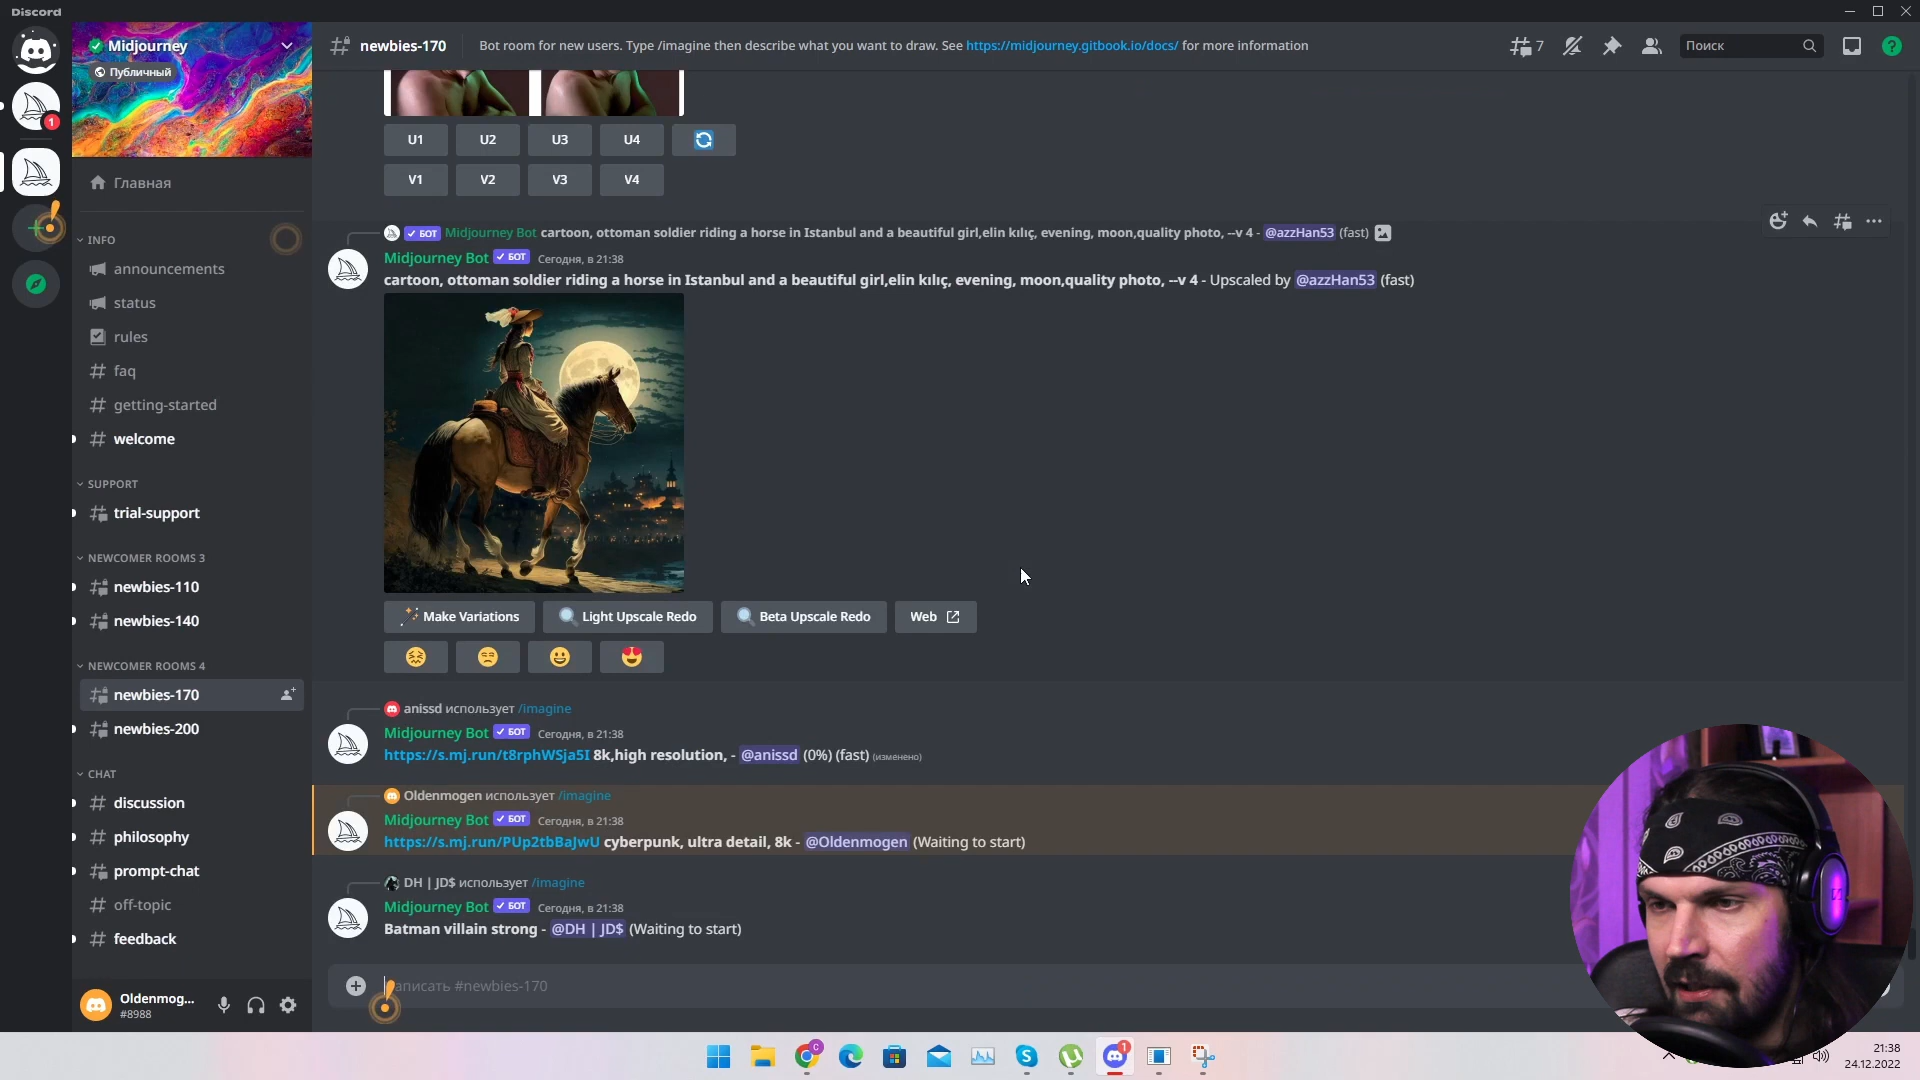 Discord
Midjourney
Публичный
newbies-170
Bot room for new users. Type /imagine then describe what you want to draw. See https://midjourney.gitbook.io/docs/ for more information
7
Поиск
1
Главная
INFO
announcements
status
rules
faq
getting-started
welcome
SUPPORT
trial-support
NEWCOMER ROOMS 3
newbies-110
newbies-140
NEWCOMER ROOMS 4
newbies-170
newbies-200
CHAT
discussion
philosophy
prompt-chat
off-topic
feedback
Oldenmog...
#8988
U1
U2
U3
U4
V1
V2
V3
V4
БОТ Midjourney Bot cartoon, ottoman soldier riding a horse in Istanbul and a beautiful girl,elin kılıç, evening, moon,quality photo, --v 4 - @azzHan53 (fast)
Midjourney Bot БОТ Сегодня, в 21:38
cartoon, ottoman soldier riding a horse in Istanbul and a beautiful girl,elin kılıç, evening, moon,quality photo, --v 4 - Upscaled by @azzHan53 (fast)
Make Variations
Light Upscale Redo
Beta Upscale Redo
Web
anissd использует /imagine
Midjourney Bot БОТ Сегодня, в 21:38
https://s.mj.run/t8rphWSja5I 8k,high resolution, - @anissd (0%) (fast) (изменено)
Oldenmogen использует /imagine
Midjourney Bot БОТ Сегодня, в 21:38
https://s.mj.run/PUp2tbBaJwU cyberpunk, ultra detail, 8k - @Oldenmogen (Waiting to start)
DH | JD$ использует /imagine
Midjourney Bot БОТ Сегодня, в 21:38
Batman villain strong - @DH | JD$ (Waiting to start)
аписать #newbies-170
C
1
21:38
24.12.2022